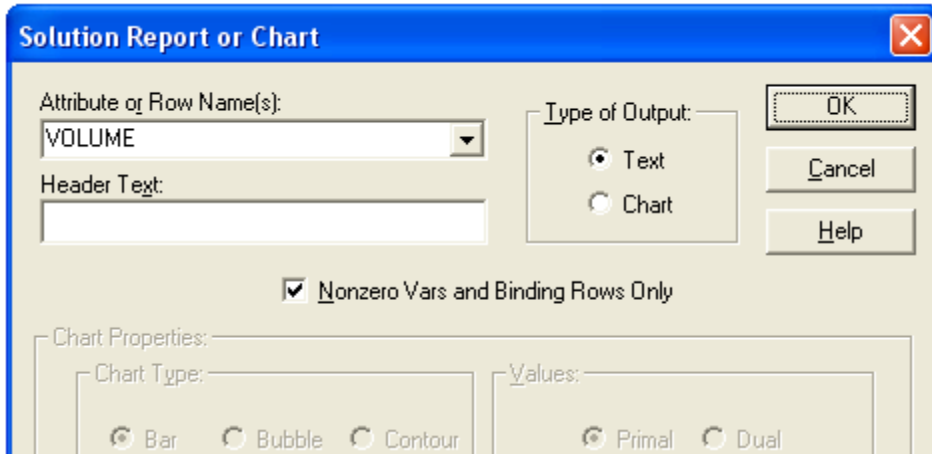 Solution Report or Chart
Attribute or Row Name(s):
VOLUME
Header Text:
Type of Output:
Text
Chart
OK
Cancel
Help
Nonzero Vars and Binding Rows Only
Chart Properties:
Chart Type:
Bar Bubble Contour
Values:
Primal Dual